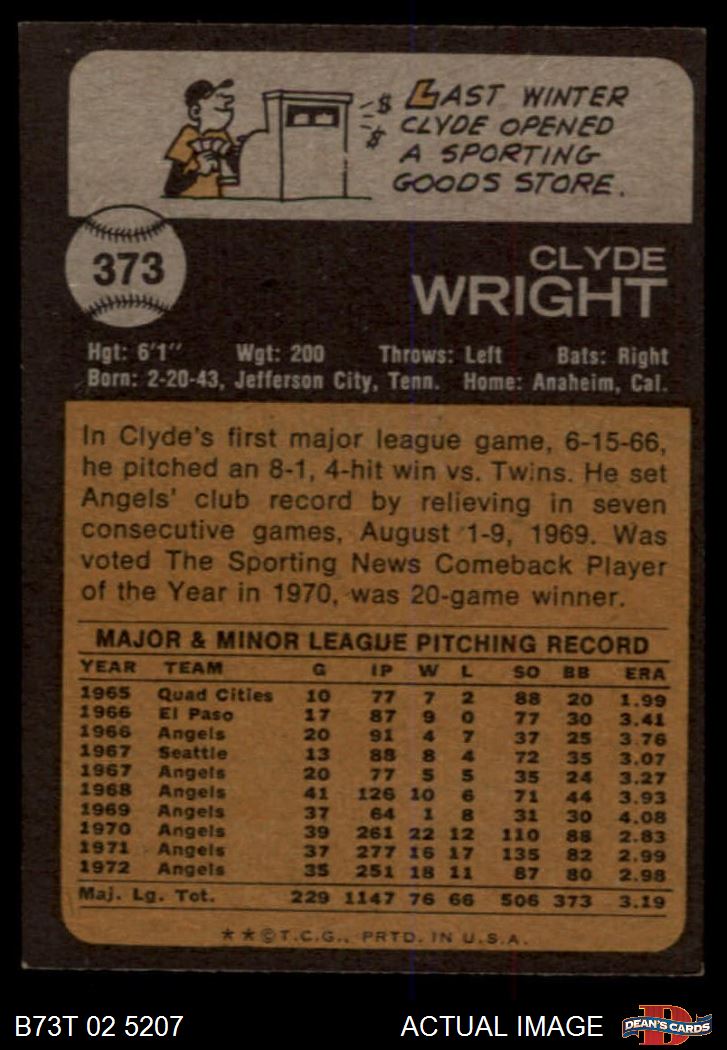 LAST WINTER
CLYDE OPENED
A SPORTING
GOODS STORE.
$
$
373
CLYDE
WRIGHT
Hgt: 6'1" Wgt: 200 Throws: Left Bats: Right
Born: 2-20-43, Jefferson City, Tenn. Home: Anaheim, Cal.
In Clyde's first major league game, 6-15-66,
he pitched an 8-1, 4-hit win vs. Twins. He set
Angels' club record by relieving in seven
consecutive games, August 1-9, 1969. Was
voted The Sporting News Comeback Player
of the Year in 1970, was 20-game winner.
MAJOR & MINOR LEAGUE PITCHING RECORD
YEAR TEAM G IP W L SO BB ERA
1965 Quad Cities 10 77 7 2 88 20 1.99
1966 El Paso 17 87 9 0 77 30 3.41
1966 Angels 20 91 4 7 37 25 3.76
1967 Seattle 13 88 8 4 72 35 3.07
1967 Angels 20 77 5 5 35 24 3.27
1968 Angels 41 126 10 6 71 44 3.93
1969 Angels 37 64 1 8 31 30 4.08
1970 Angels 39 261 22 12 110 88 2.83
1971 Angels 37 277 16 17 135 82 2.99
1972 Angels 35 251 18 11 87 80 2.98
Maj. Lg. Tot. 229 1147 76 66 506 373 3.19
**©T.C.G., PRTD. IN U.S.A.
B73T 02 5207 ACTUAL IMAGE D DEAN'S CARDS